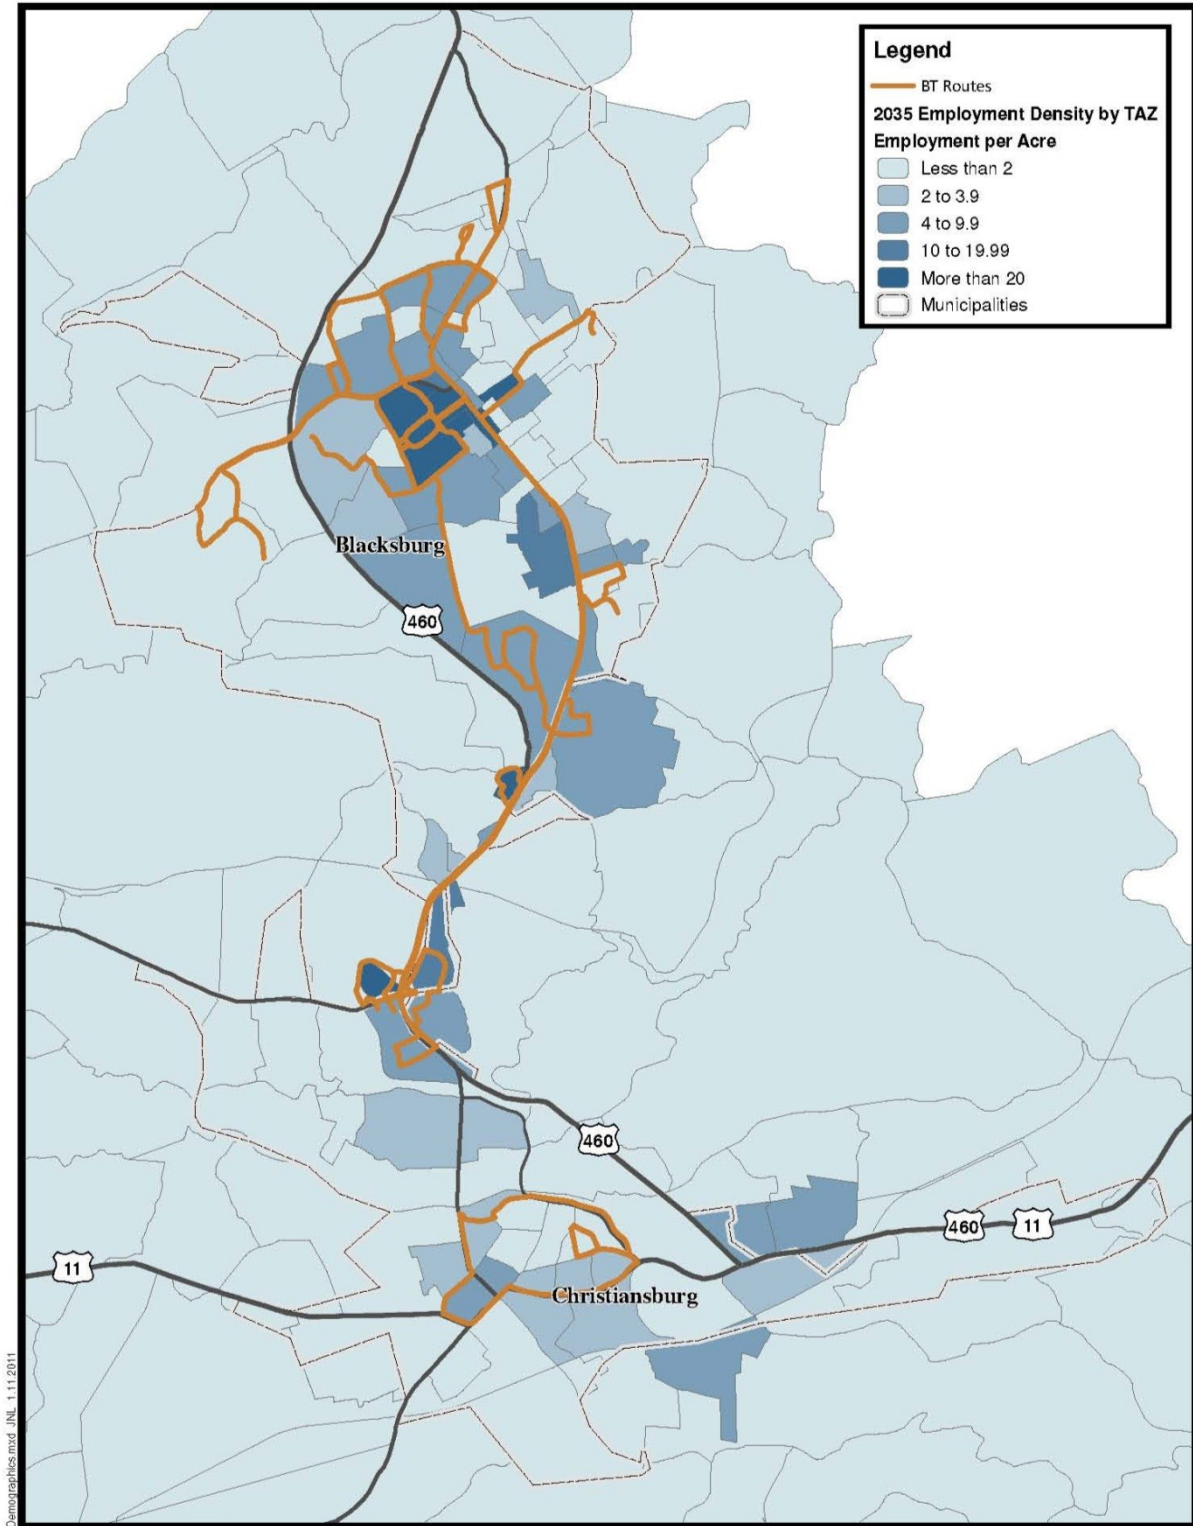 Legend
BT Routes
2035 Employment Density by TAZ
Employment per Acre
Less than 2
2 to 3.9
4 to 9.9
10 to 19.99
More than 20
Municipalities
Blacksburg
460
460
460
11
11
Christiansburg
Demographics.mxd JNL 1.11.2011